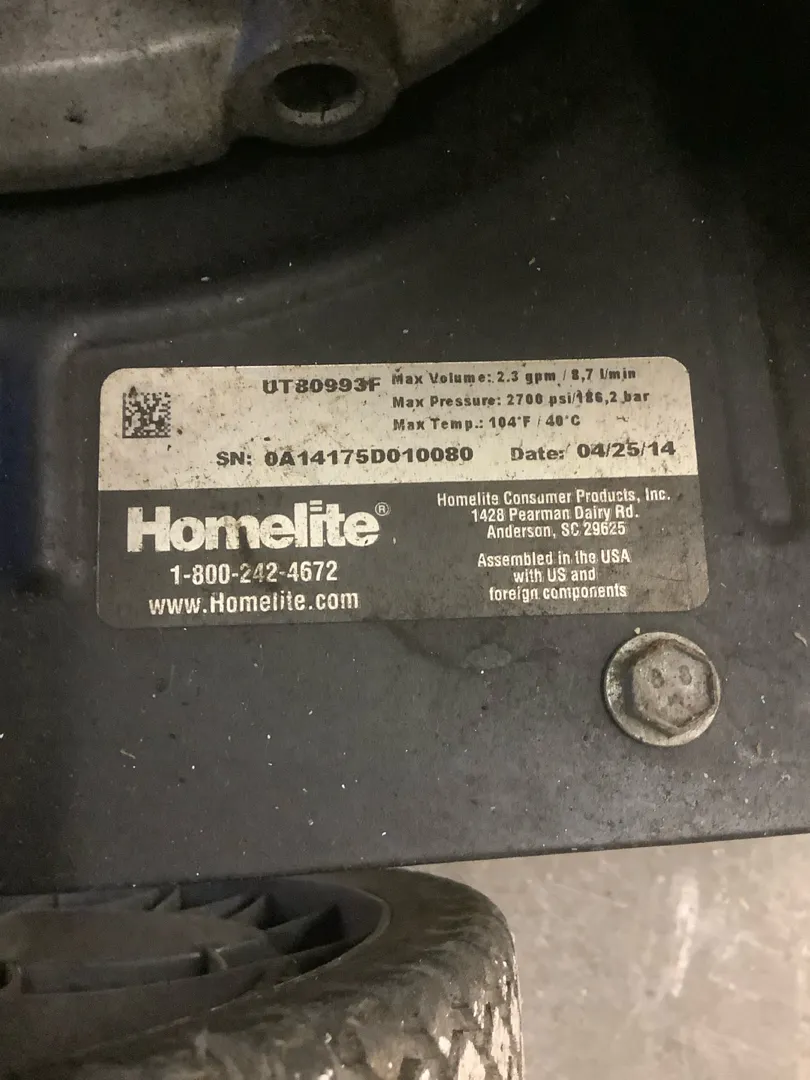 UT80993F
Max Volume: 2.3 gpm / 8,7 l/min
Max Pressure: 2700 psi/186,2 bar
Max Temp.: 104°F / 40°C
SN: 0A14175D010080 Date: 04/25/14
Homelite®
1-800-242-4672
www.Homelite.com
Homelite Consumer Products, Inc.
1428 Pearman Dairy Rd.
Anderson, SC 29625
Assembled in the USA
with US and
foreign components